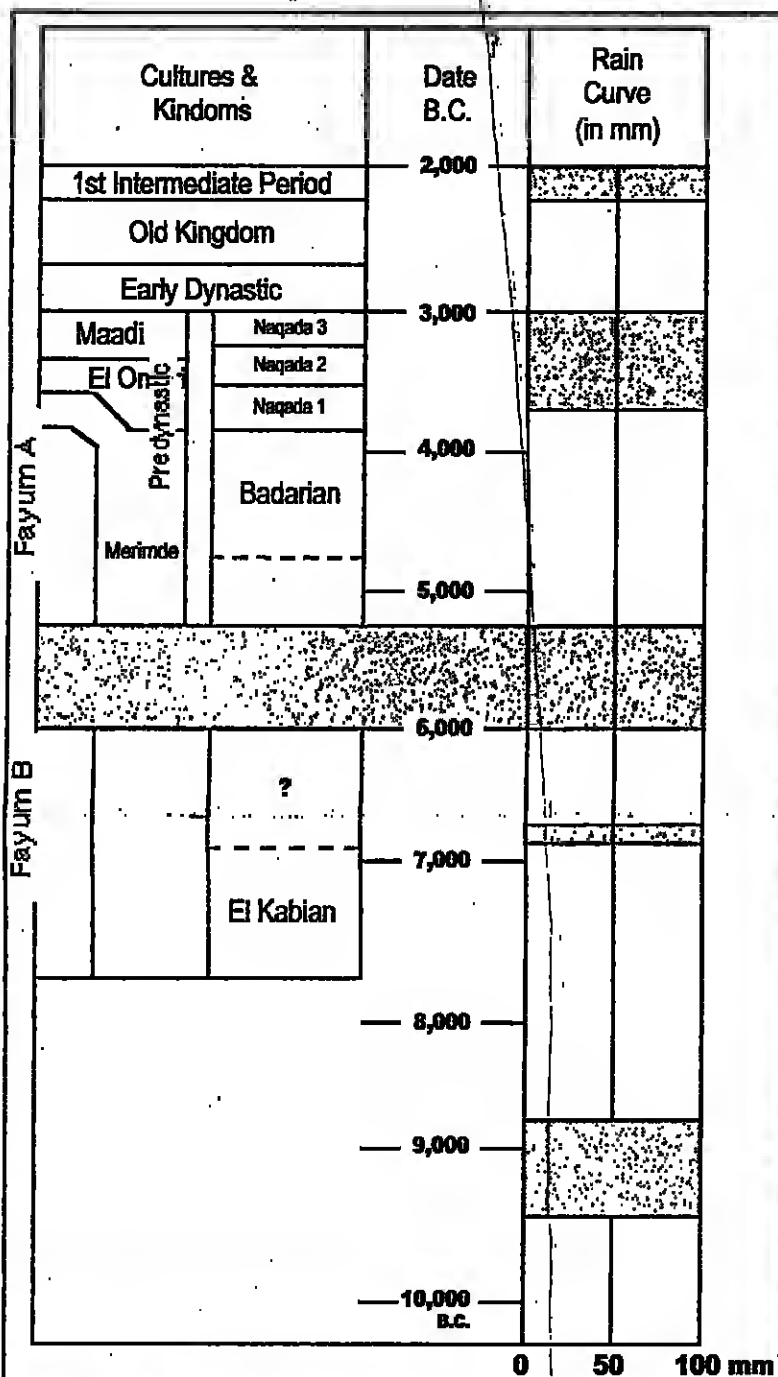 Cultures &
Kindoms
Date
B.C.
Rain
Curve
(in mm)
2,000
1st Intermediate Period
Old Kingdom
Early Dynastic
3,000
Maadi
Naqada 3
El Om
Naqada 2
Predynastic
Naqada 1
4,000
Fayum A
Badarian
Merimde
5,000
6,000
Fayum B
?
7,000
El Kabian
8,000
9,000
10,000
B.C.
0 50 100 mm